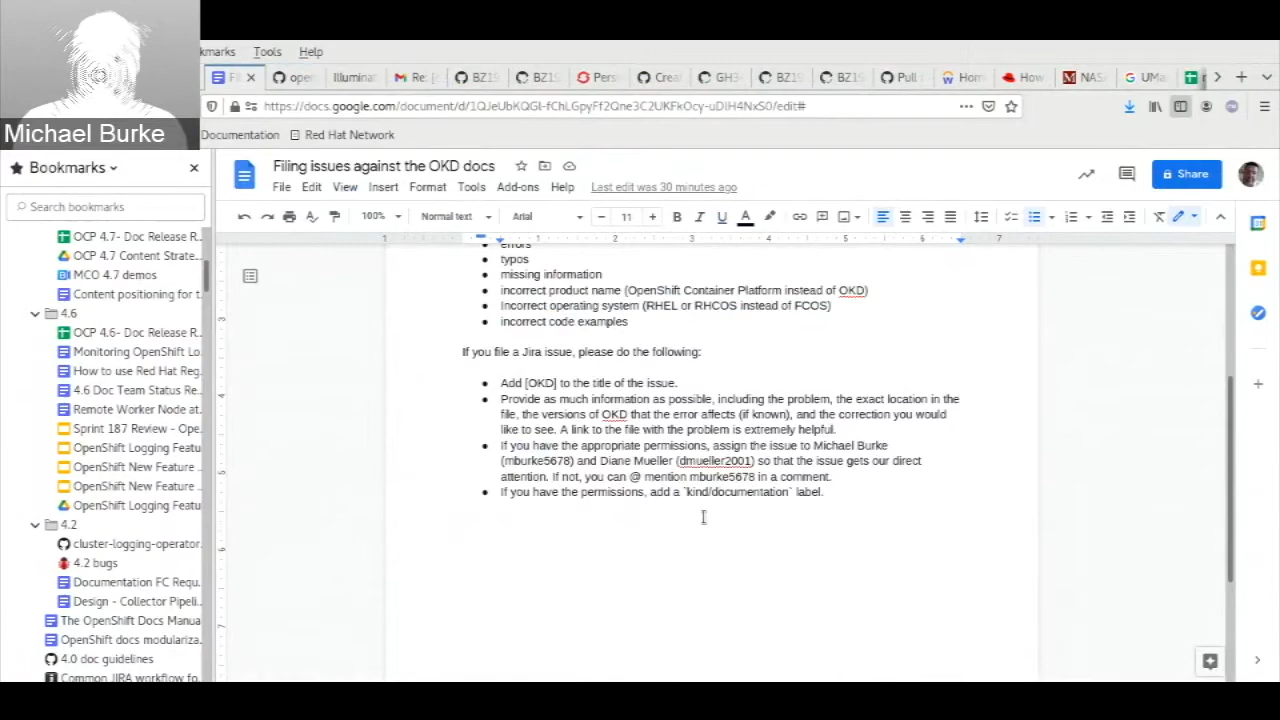 Michael Burke
rkmarks Tools Help
Fi open Illuminat Re: [ BZ19 BZ19 Pers Crea GH3 BZ19 BZ19 Pull Hom How NAS UMa
https://docs.google.com/document/d/1QJeUbKQGl-fChLGpyFf2Qne3C2UKFkOcy-uDIH4NxS0/edit#
Documentation Red Hat Network
Bookmarks
Search bookmarks
OCP 4.7- Doc Release R...
OCP 4.7 Content Strate...
MCO 4.7 demos
Content positioning for t...
4.6
OCP 4.6- Doc Release R...
Monitoring OpenShift Lo...
How to use Red Hat Reg...
4.6 Doc Team Status Re...
Remote Worker Node at...
Sprint 187 Review - Ope...
OpenShift Logging Featu...
OpenShift New Feature ...
OpenShift New Feature ...
OpenShift Logging Featu...
4.2
cluster-logging-operator...
4.2 bugs
Documentation FC Requ...
Design - Collector Pipeli...
The OpenShift Docs Manua...
OpenShift docs modulariza...
4.0 doc guidelines
Common JIRA workflow fo...
Filing issues against the OKD docs
File Edit View Insert Format Tools Add-ons Help Last edit was 30 minutes ago
Share
100% Normal text Arial 11
1 1 2 3 4 5 6 7
errors
typos
missing information
incorrect product name (OpenShift Container Platform instead of OKD)
Incorrect operating system (RHEL or RHCOS instead of FCOS)
incorrect code examples
If you file a Jira issue, please do the following:
Add [OKD] to the title of the issue.
Provide as much information as possible, including the problem, the exact location in the
file, the versions of OKD that the error affects (if known), and the correction you would
like to see. A link to the file with the problem is extremely helpful.
If you have the appropriate permissions, assign the issue to Michael Burke
(mburke5678) and Diane Mueller (dmueller2001) so that the issue gets our direct
attention. If not, you can @ mention mburke5678 in a comment.
If you have the permissions, add a `kind/documentation` label.